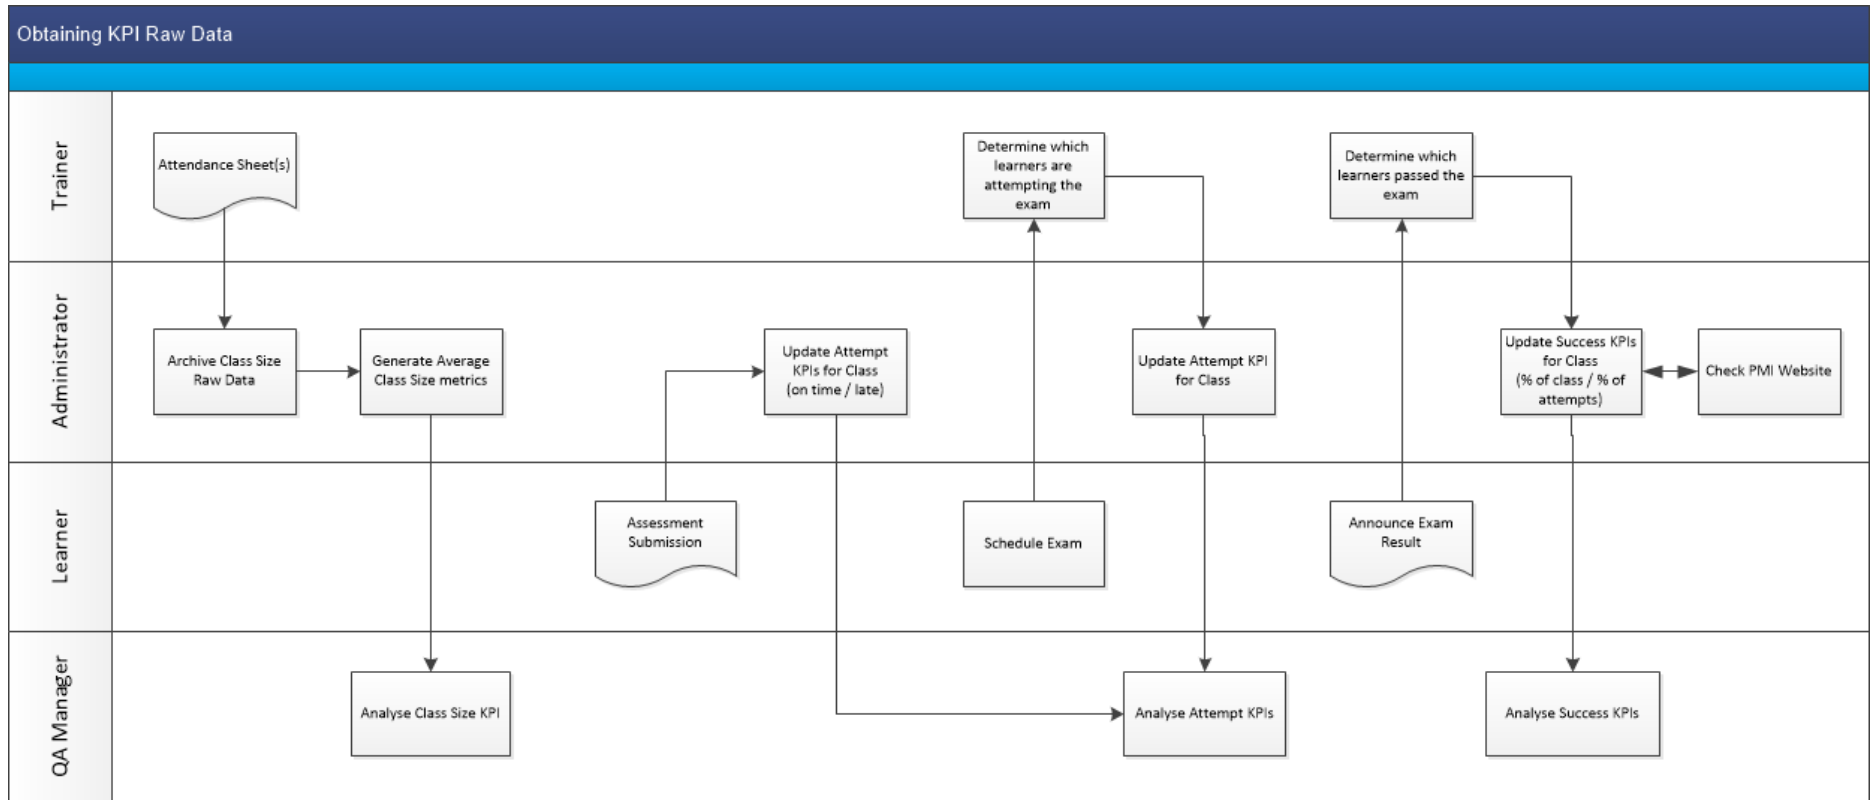 Obtaining KPI Raw Data
Trainer
Attendance Sheet(s)
Determine which
learners are
attempting the
exam
Determine which
learners passed the
exam
Administrator
Archive Class Size
Raw Data
Generate Average
Class Size metrics
Update Attempt
KPIs for Class
(on time / late)
Update Attempt KPI
for Class
Update Success KPIs
for Class
(% of class / % of
attempts)
Check PMI Website
Learner
Assessment
Submission
Schedule Exam
Announce Exam
Result
QA Manager
Analyse Class Size KPI
Analyse Attempt KPIs
Analyse Success KPIs